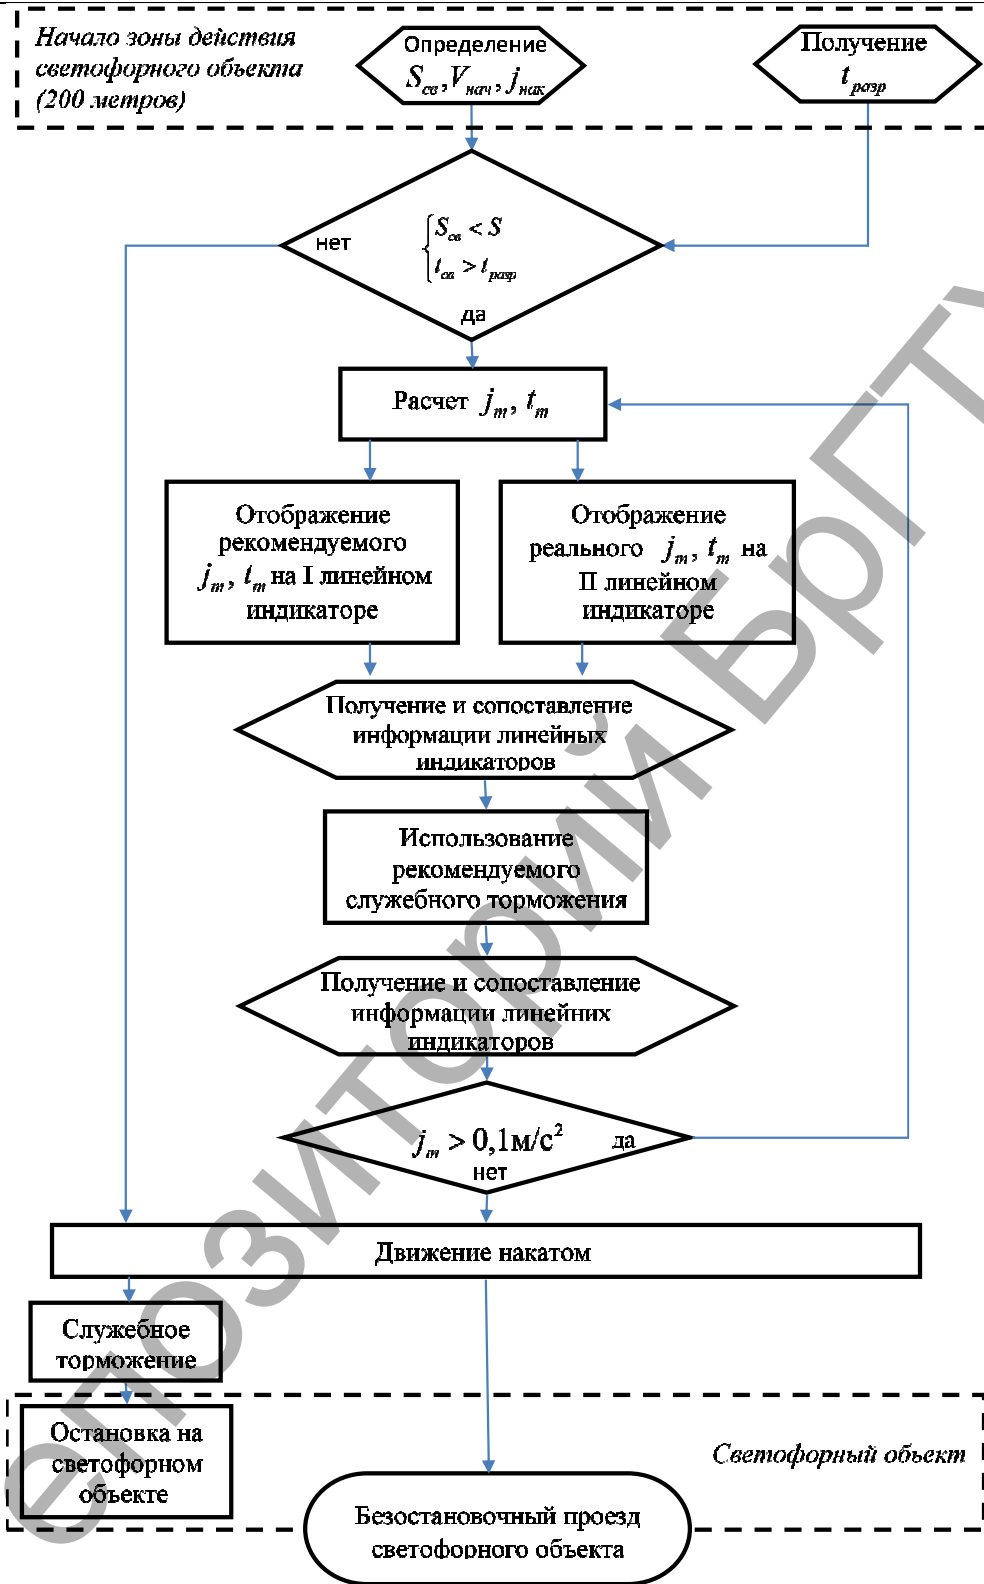 Начало зоны действия
светофорного объекта
(200 метров)
Определение
S_св, V_нач, j_нак
Получение
t_разр
нет
S_св < S
t_св > t_разр
да
Расчет j_т, t_т
Отображение
рекомендуемого
j_т, t_т на I линейном
индикаторе
Отображение
реального j_т, t_т на
II линейном
индикаторе
Получение и сопоставление
информации линейных
индикаторов
Использование
рекомендуемого
служебного торможения
Получение и сопоставление
информации линейних
индикаторов
j_т > 0,1м/с²
да
нет
Движение накатом
Служебное
торможение
Остановка на
светофорном
объекте
Светофорный объект
Безостановочный проезд
светофорного объекта
епозиторий БрГТУ